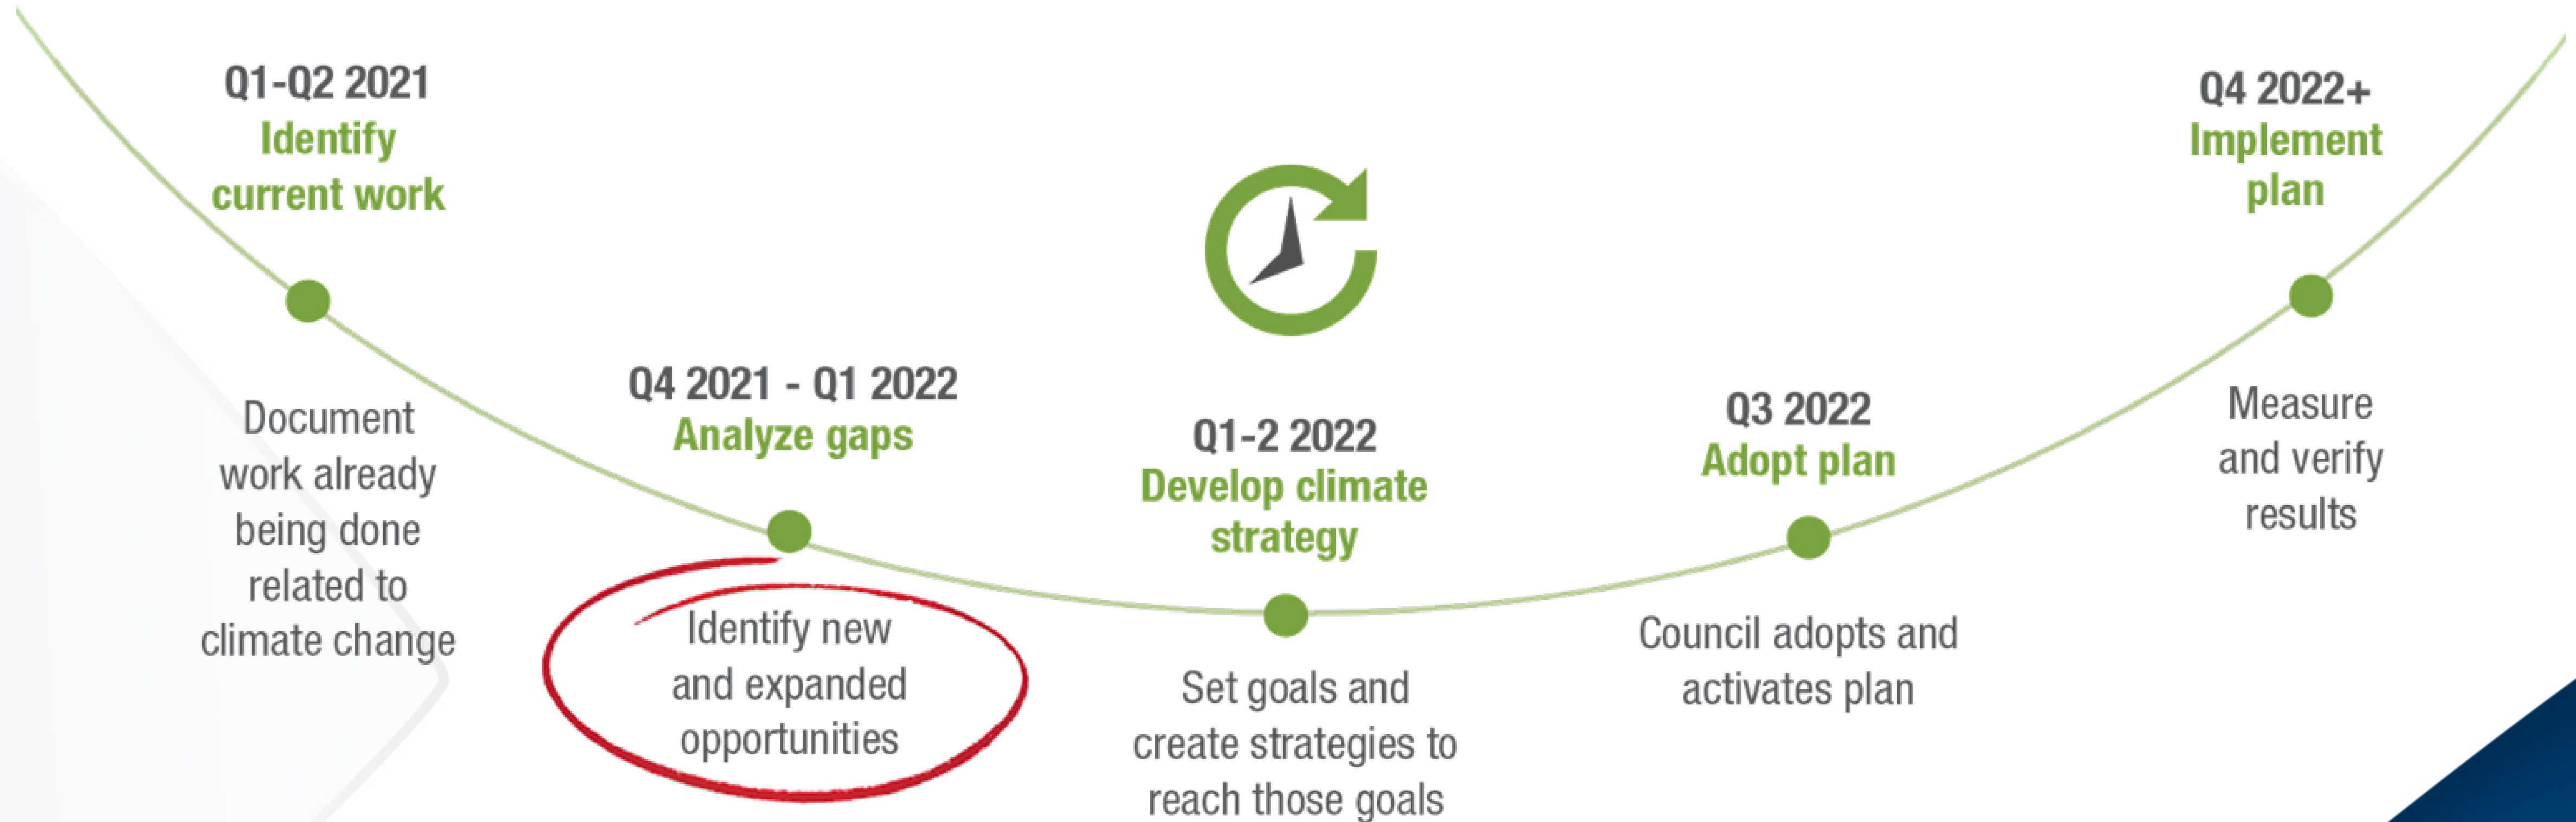 Q1-Q2 2021
Identify
current work
Document
work already
being done
related to
climate change
Q4 2021 - Q1 2022
Analyze gaps
Identify new
and expanded
opportunities
Q1-2 2022
Develop climate
strategy
Set goals and
create strategies to
reach those goals
Q3 2022
Adopt plan
Council adopts and
activates plan
Q4 2022+
Implement
plan
Measure
and verify
results